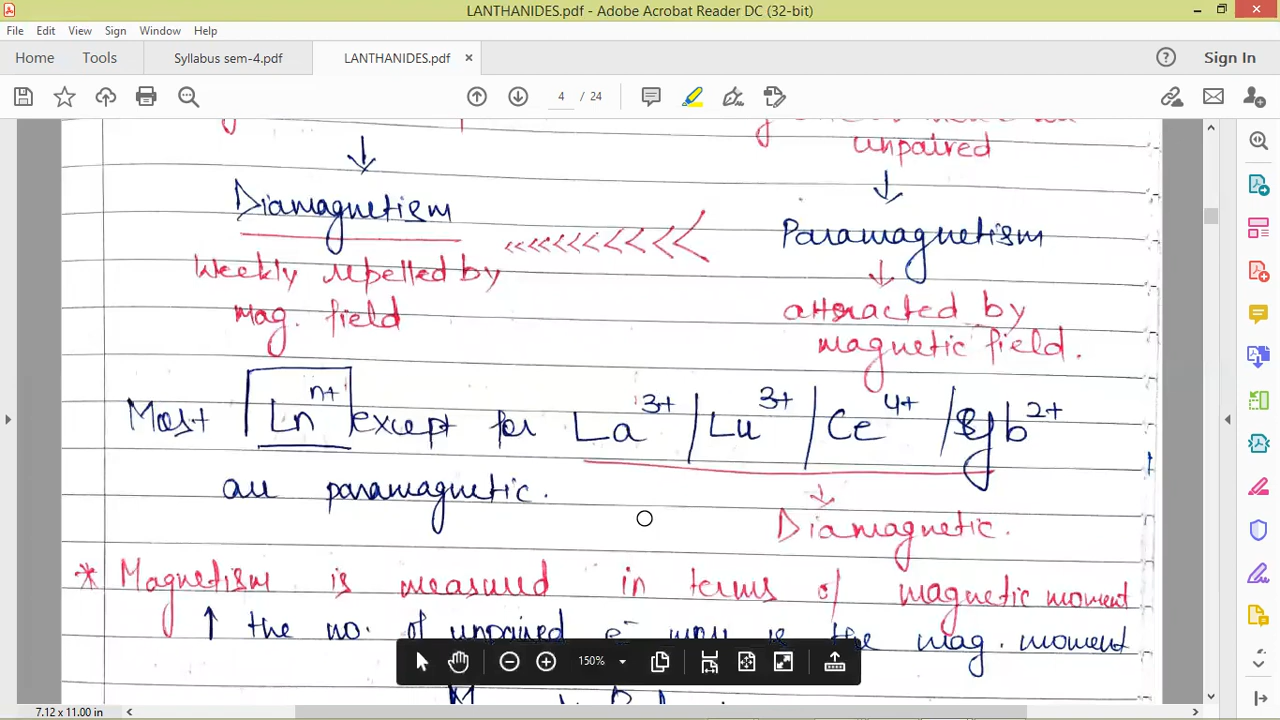 LANTHANIDES.pdf - Adobe Acrobat Reader DC (32-bit)
File Edit View Sign Window Help
Home Tools Syllabus sem-4.pdf LANTHANIDES.pdf × Sign In
4 / 24
unpaired
Diamagnetism
Paramagnetism
Weekly repelled by
mag. field
attracted by
magnetic field.
Most Ln^n+ except for La^3+ | Lu^3+ | Ce^4+ | Yb^2+
are paramagnetic.
Diamagnetic.
* Magnetism is measured in terms of magnetic moment
↑ the no. of unpaired e⁻ more is the mag. moment
150%
7.12 x 11.00 in